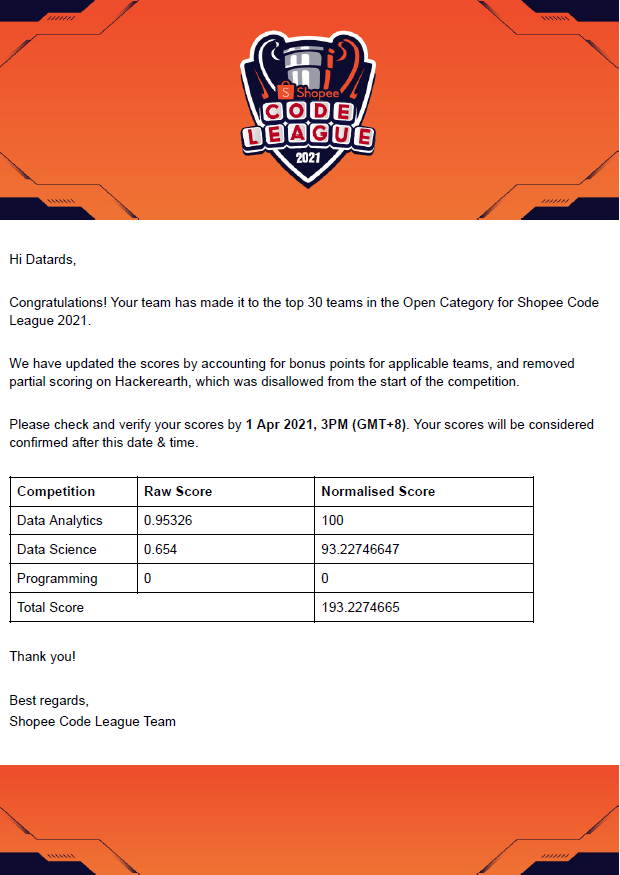 Shopee
CODE
LEAGUE
2021
Hi Datards,
Congratulations! Your team has made it to the top 30 teams in the Open Category for Shopee Code
League 2021.
We have updated the scores by accounting for bonus points for applicable teams, and removed
partial scoring on Hackerearth, which was disallowed from the start of the competition.
Please check and verify your scores by 1 Apr 2021, 3PM (GMT+8). Your scores will be considered
confirmed after this date & time.
Competition Raw Score Normalised Score
Data Analytics 0.95326 100
Data Science 0.654 93.22746647
Programming 0 0
Total Score 193.2274665
Thank you!
Best regards,
Shopee Code League Team